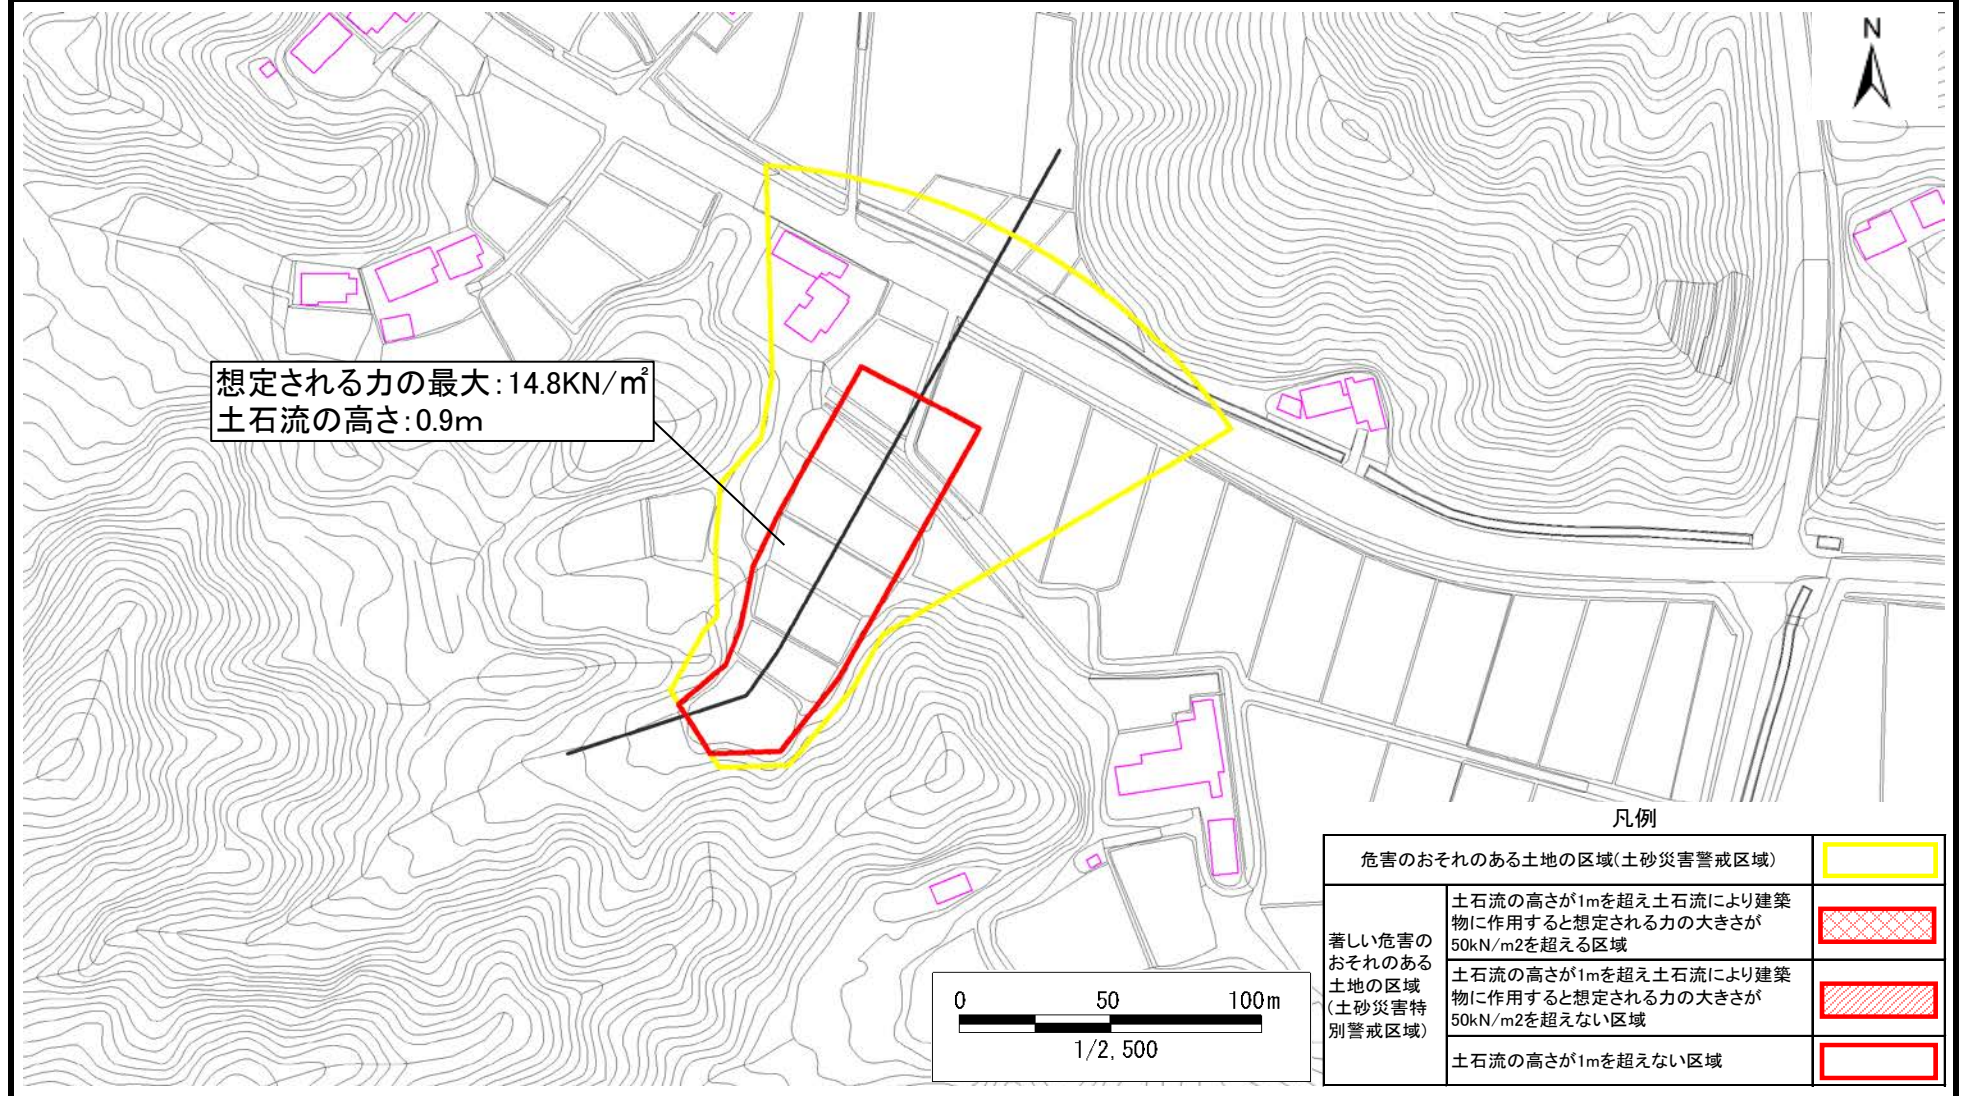 N
想定される力の最大:14.8KN/㎡
土石流の高さ:0.9m
凡例
危害のおそれのある土地の区域(土砂災害警戒区域)
著しい危害の
おそれのある
土地の区域
(土砂災害特
別警戒区域)
土石流の高さが1mを超え土石流により建築
物に作用すると想定される力の大きさが
50kN/m2を超える区域
土石流の高さが1mを超え土石流により建築
物に作用すると想定される力の大きさが
50kN/m2を超えない区域
土石流の高さが1mを超えない区域
0 50 100m
1/2,500